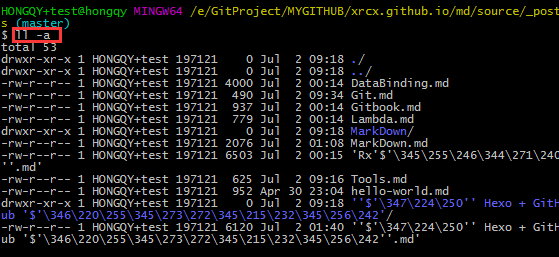 HONGQY+test@hongqy MINGW64 /e/GitProject/MYGITHUB/xrcx.github.io/md/source/_post
s (master)
$ ll -a
total 53
drwxr-xr-x 1 HONGQY+test 197121    0 Jul  2 09:18 ./
drwxr-xr-x 1 HONGQY+test 197121    0 Jul  2 09:18 ../
-rw-r--r-- 1 HONGQY+test 197121 4000 Jul  2 00:14 DataBinding.md
-rw-r--r-- 1 HONGQY+test 197121  490 Jul  2 09:34 Git.md
-rw-r--r-- 1 HONGQY+test 197121  937 Jul  2 00:14 Gitbook.md
-rw-r--r-- 1 HONGQY+test 197121  779 Jul  2 00:14 Lambda.md
drwxr-xr-x 1 HONGQY+test 197121    0 Jul  2 09:18 MarkDown/
-rw-r--r-- 1 HONGQY+test 197121 2076 Jul  2 01:08 MarkDown.md
-rw-r--r-- 1 HONGQY+test 197121 6503 Jul  2 00:15 'Rx'$'\345\255\246\344\271\240
''.md'
-rw-r--r-- 1 HONGQY+test 197121  625 Jul  2 09:16 Tools.md
-rw-r--r-- 1 HONGQY+test 197121  952 Apr 30 23:04 hello-world.md
drwxr-xr-x 1 HONGQY+test 197121    0 Jul  2 09:18 ''$'\347\224\250'' Hexo + GitH
ub '$'\346\220\255\345\273\272\345\215\232\345\256\242'/
-rw-r--r-- 1 HONGQY+test 197121 6120 Jul  2 01:40 ''$'\347\224\250'' Hexo + GitH
ub '$'\346\220\255\345\273\272\345\215\232\345\256\242''.md'